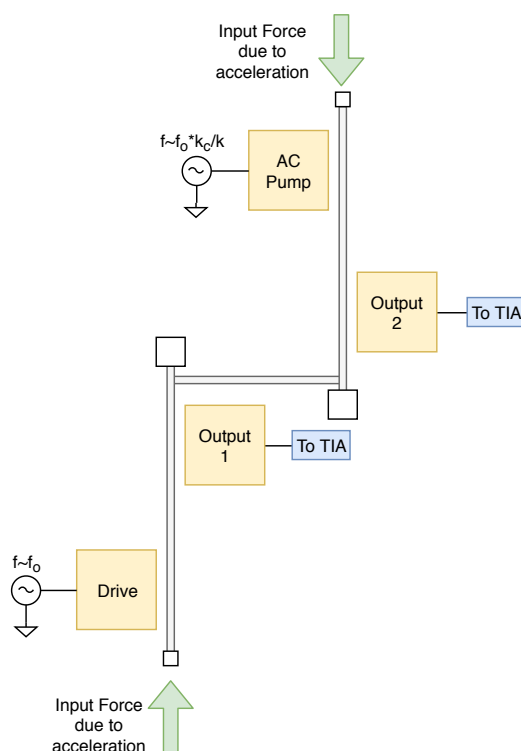 Input Force
due to
acceleration
f~fₒ*k꜀/k
AC
Pump
Output
2
To TIA
Output
1
To TIA
f~fₒ
Drive
Input Force
due to
acceleration